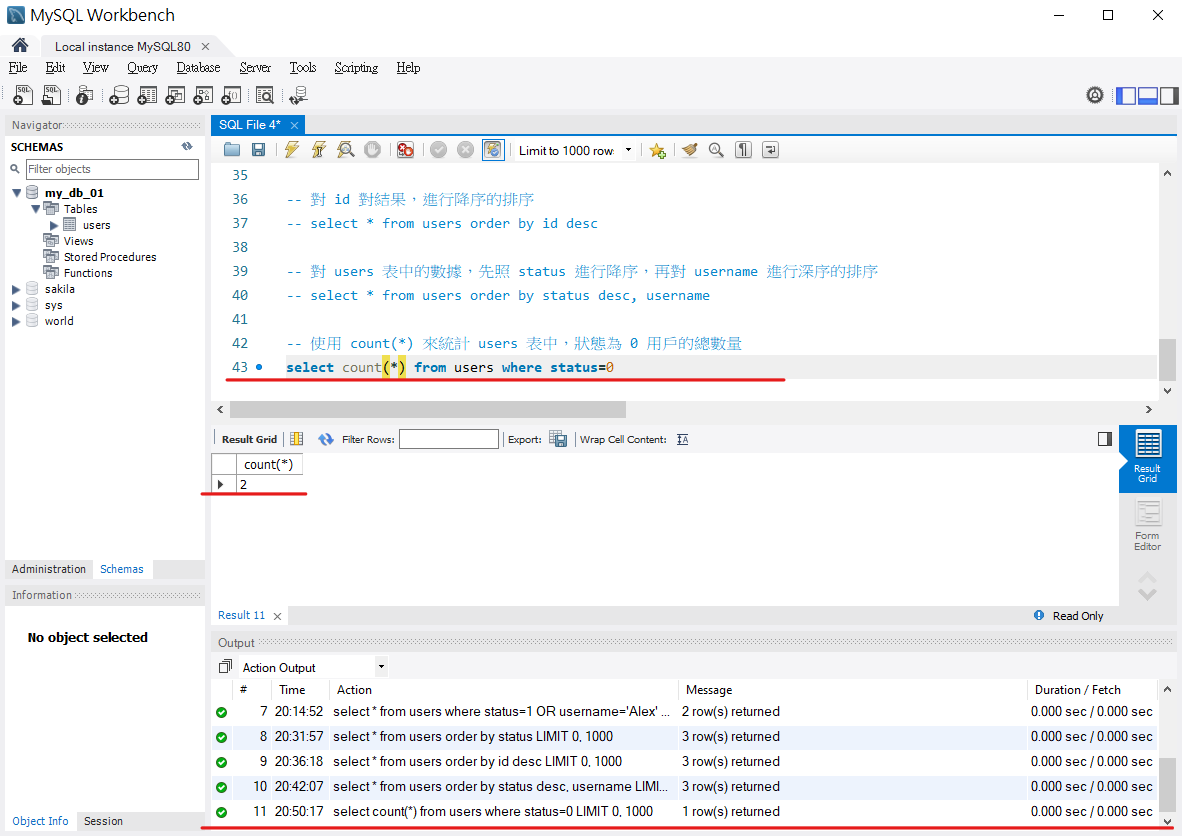 MySQL Workbench
Local instance MySQL80
File Edit View Query Database Server Tools Scripting Help
Navigator
SCHEMAS
Filter objects
my_db_01
Tables
users
Views
Stored Procedures
Functions
sakila
sys
world
Administration Schemas
Information
No object selected
Object Info Session
SQL File 4*
Limit to 1000 row:
35
36 -- 對 id 對結果，進行降序的排序
37 -- select * from users order by id desc
38
39 -- 對 users 表中的數據，先照 status 進行降序，再對 username 進行深序的排序
40 -- select * from users order by status desc, username
41
42 -- 使用 count(*) 來統計 users 表中，狀態為 0 用戶的總數量
43 select count(*) from users where status=0
Result Grid Filter Rows: Export: Wrap Cell Content:
count(*)
2
Result Grid
Form Editor
Result 11 Read Only
Output
Action Output
# Time Action Message Duration / Fetch
7 20:14:52 select * from users where status=1 OR username='Alex' ... 2 row(s) returned 0.000 sec / 0.000 sec
8 20:31:57 select * from users order by status LIMIT 0, 1000 3 row(s) returned 0.000 sec / 0.000 sec
9 20:36:18 select * from users order by id desc LIMIT 0, 1000 3 row(s) returned 0.000 sec / 0.000 sec
10 20:42:07 select * from users order by status desc, username LIMI... 3 row(s) returned 0.000 sec / 0.000 sec
11 20:50:17 select count(*) from users where status=0 LIMIT 0, 1000 1 row(s) returned 0.000 sec / 0.000 sec